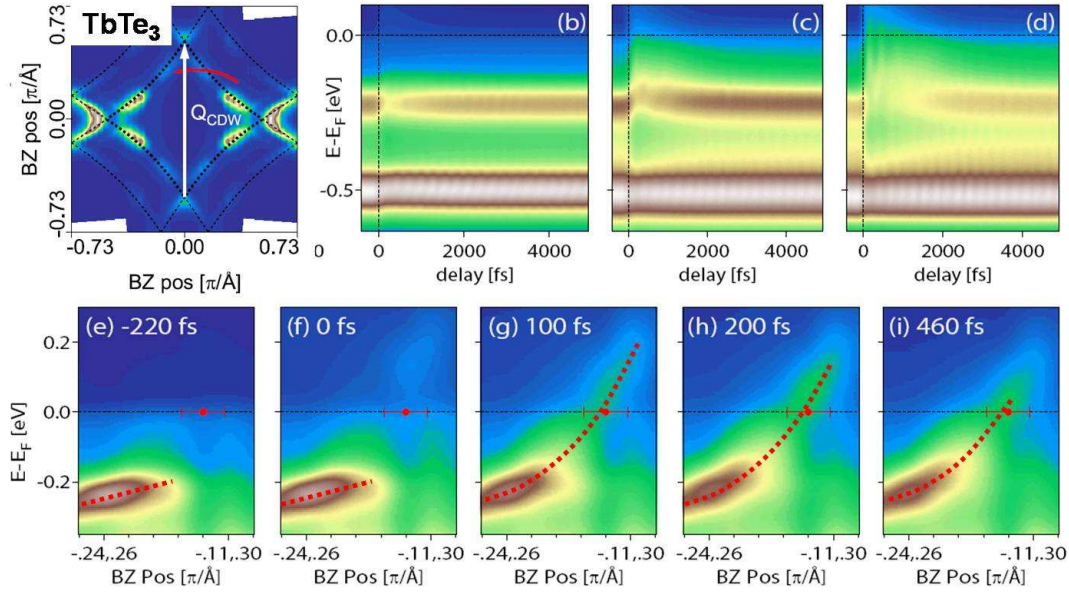 TbTe3
QCDW
BZ pos [π/Å]
0.73
0.00
-0.73
-0.73 0.00 0.73
BZ pos [π/Å]
(b)
(c)
(d)
E-EF [eV]
0.0
-0.5
0 0 2000 4000
delay [fs]
0 2000 4000
delay [fs]
0 2000 4000
delay [fs]
(e) -220 fs
(f) 0 fs
(g) 100 fs
(h) 200 fs
(i) 460 fs
E-EF [eV]
0.2
0.0
-0.2
-.24,.26 -.11,.30
BZ Pos [π/Å]
-.24,.26 -.11,.30
BZ Pos [π/Å]
-.24,.26 -.11,.30
BZ Pos [π/Å]
-.24,.26 -.11,.30
BZ Pos [π/Å]
-.24,.26 -.11,.30
BZ Pos [π/Å]